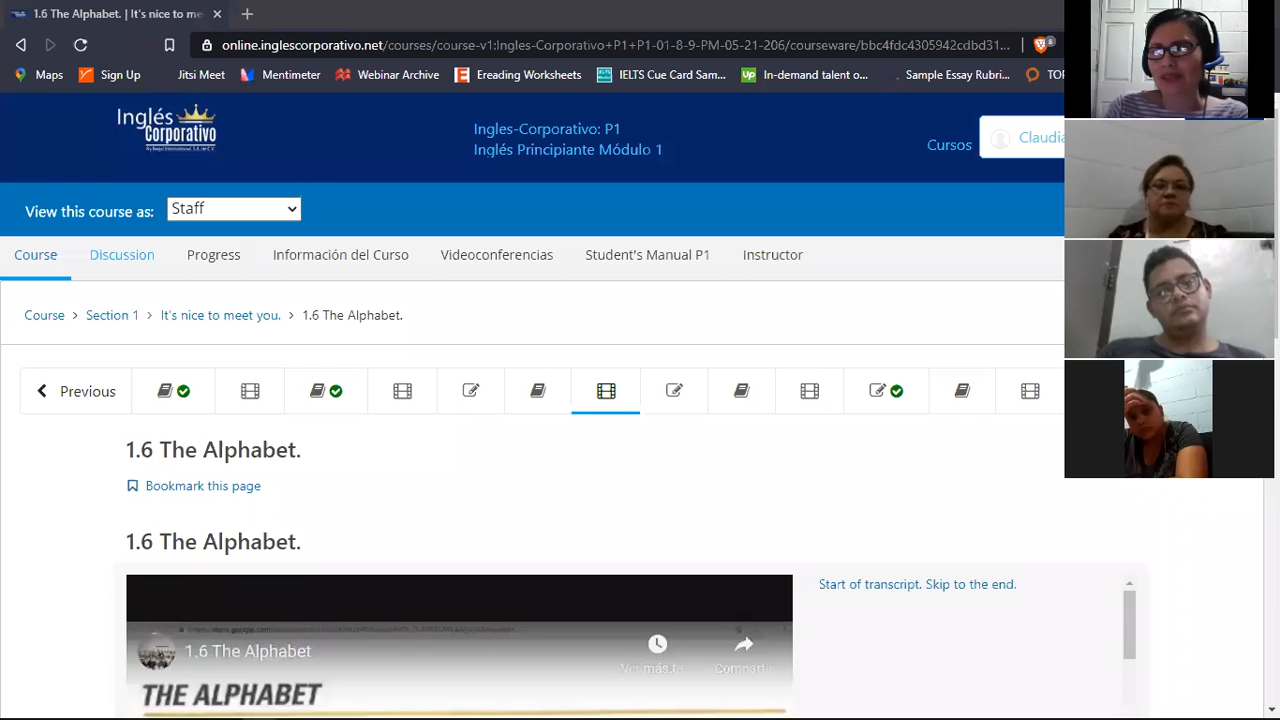 1.6 The Alphabet. | It's nice to me
online.inglescorporativo.net/courses/course-v1:Ingles-Corporativo+P1+P1-01-8-9-PM-05-21-206/courseware/bbc4fdc4305942cdbd31...
8
Maps Sign Up Jitsi Meet Mentimeter Webinar Archive Ereading Worksheets IELTS Cue Card Sam... In-demand talent o... Sample Essay Rubri...
Inglés
Corporativo
Ingles-Corporativo: P1
Inglés Principiante Módulo 1
Cursos
Claudia
View this course as: Staff
Course Discussion Progress Información del Curso Videoconferencias Student's Manual P1 Instructor
Course > Section 1 > It's nice to meet you. > 1.6 The Alphabet.
Previous
1.6 The Alphabet.
Bookmark this page
1.6 The Alphabet.
Start of transcript. Skip to the end.
1.6 The Alphabet
Ver más
Compartir
THE ALPHABET